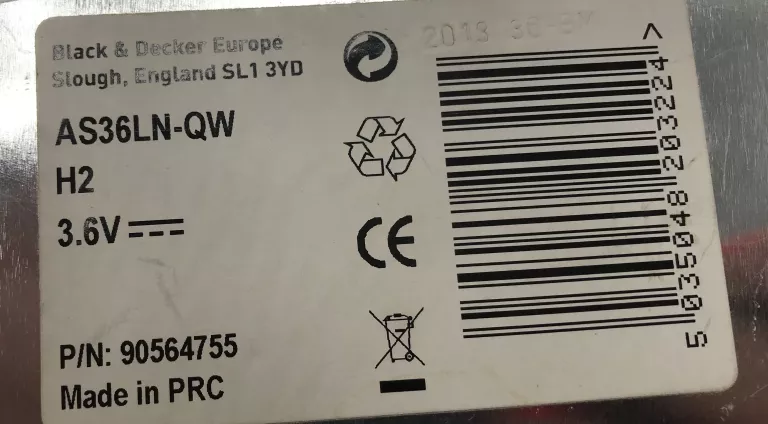 Black & Decker Europe
Slough, England SL1 3YD
AS36LN-QW
H2
3.6V
P/N: 90564755
Made in PRC
CE
2013
5 035048 203224 >